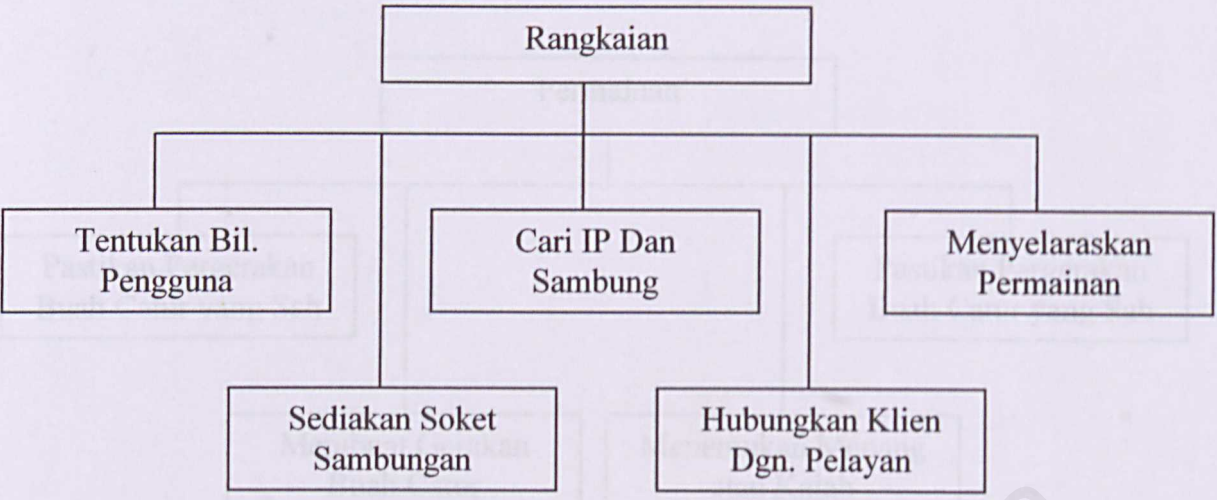 Rangkaian
Tentukan Bil.
Pengguna
Cari IP Dan
Sambung
Menyelaraskan
Permainan
Sediakan Soket
Sambungan
Hubungkan Klien
Dgn. Pelayan